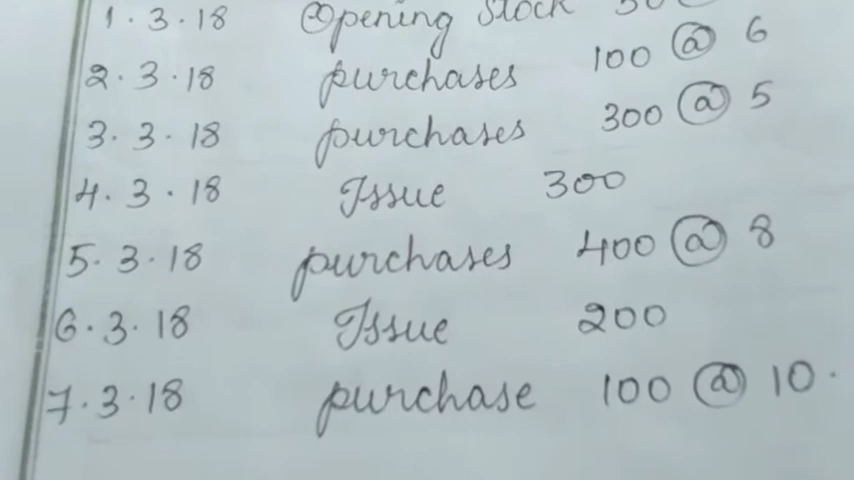 1.3.18 Opening Stock
2.3.18 purchases 100 @ 6
3.3.18 purchases 300 @ 5
4.3.18 Issue 300
5.3.18 purchases 400 @ 8
6.3.18 Issue 200
7.3.18 purchase 100 @ 10.